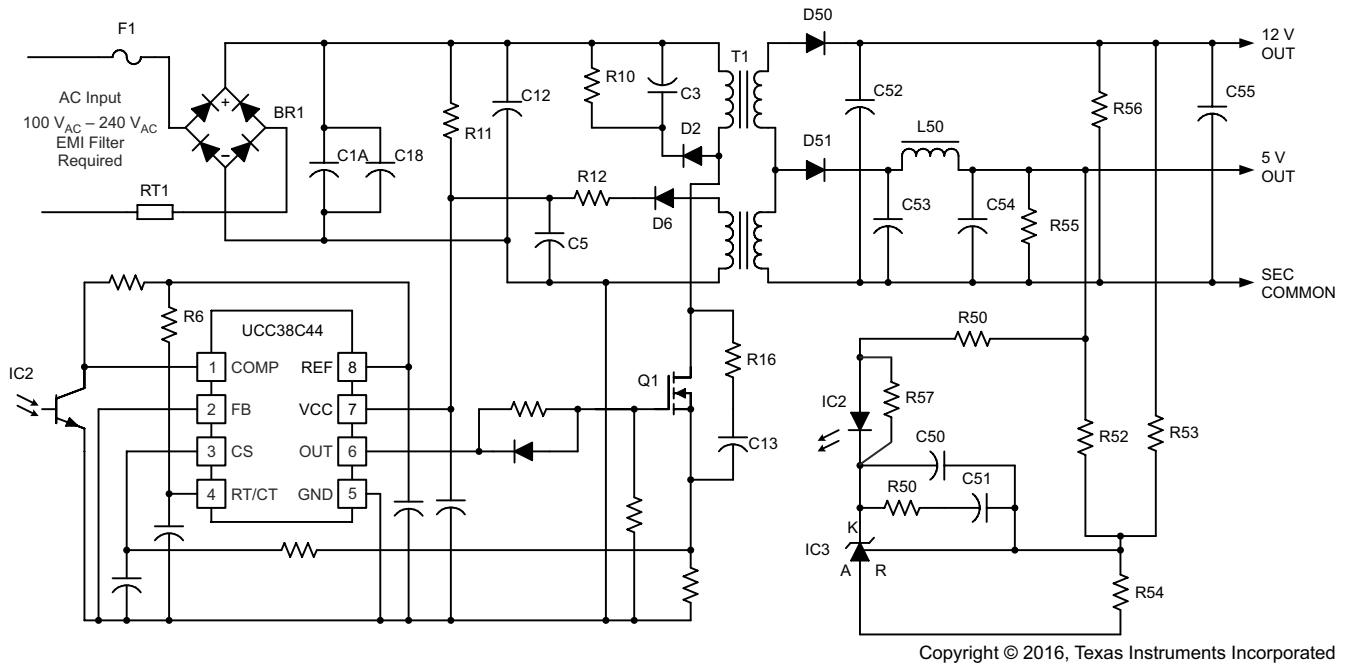 F1
D50
12 V
OUT
T1
AC Input
100 VAC – 240 VAC
EMI Filter
Required
+
BR1
–
R10
C3
C12
C52
R56
C55
R11
D2
D51
L50
C1A
C18
5 V
OUT
RT1
R12
D6
C5
C53
C54
R55
SEC
COMMON
R6
UCC38C44
R50
IC2
1
COMP
REF
8
2
FB
VCC
7
3
CS
OUT
6
4
RT/CT
GND
5
Q1
R16
C13
IC2
R57
C50
R52
R53
R50
C51
K
IC3
A
R
R54
Copyright © 2016, Texas Instruments Incorporated